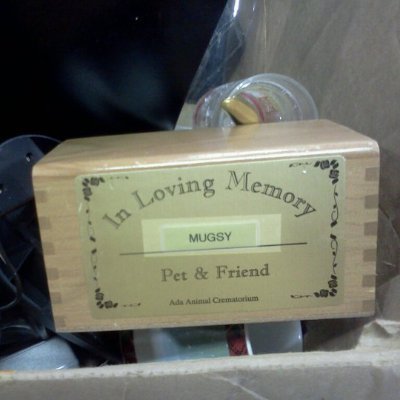 In Loving Memory
MUGSY
Pet & Friend
Ada Animal Crematorium